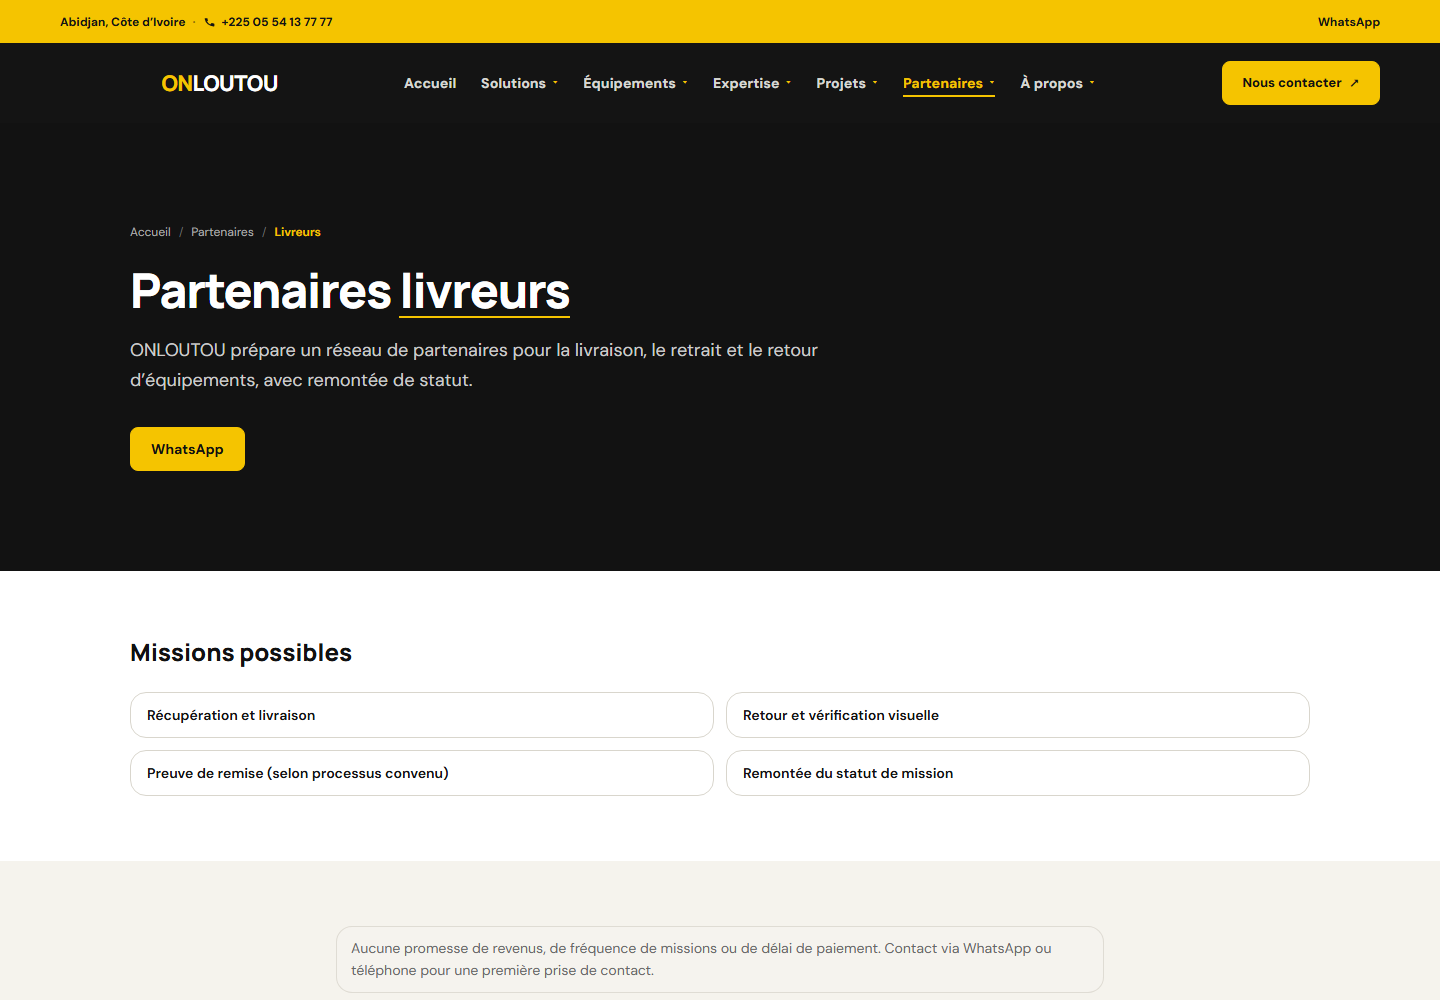 Abidjan, Côte d’Ivoire · +225 05 54 13 77 77
WhatsApp
ONLOUTOU
Accueil Solutions Équipements Expertise Projets Partenaires À propos
Nous contacter ↗
Accueil / Partenaires / Livreurs
Partenaires livreurs
ONLOUTOU prépare un réseau de partenaires pour la livraison, le retrait et le retour
d’équipements, avec remontée de statut.
WhatsApp
Missions possibles
Récupération et livraison
Retour et vérification visuelle
Preuve de remise (selon processus convenu)
Remontée du statut de mission
Aucune promesse de revenus, de fréquence de missions ou de délai de paiement. Contact via WhatsApp ou
téléphone pour une première prise de contact.